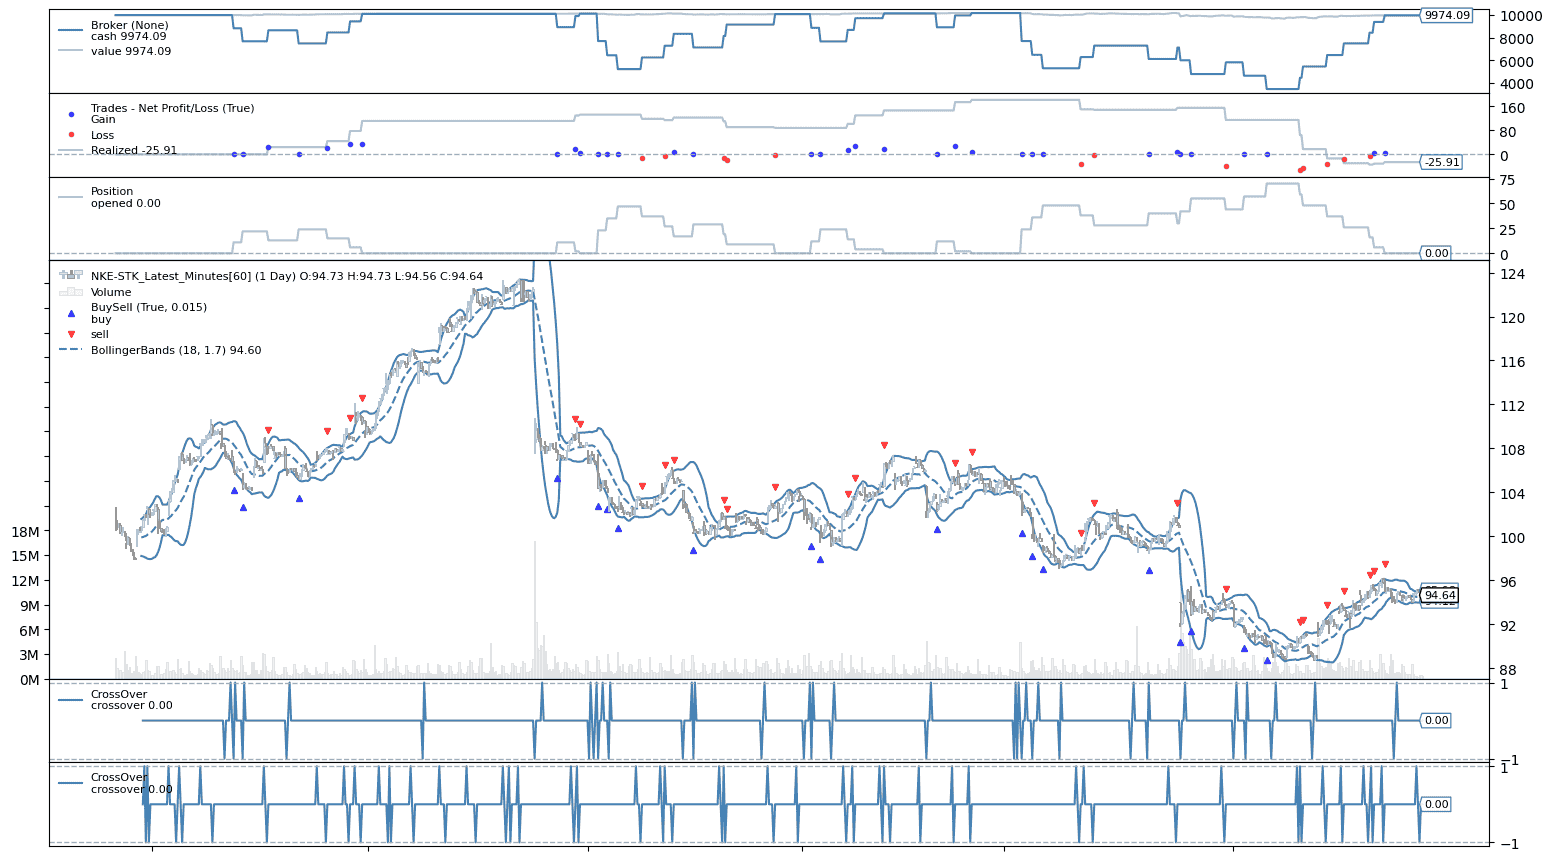 Broker (None)
cash 9974.09
value 9974.09
9974.09
10000
8000
6000
4000
Trades - Net Profit/Loss (True)
Gain
Loss
Realized -25.91
160
80
0
-25.91
Position
opened 0.00
75
50
25
0
0.00
NKE-STK_Latest_Minutes[60] (1 Day) O:94.73 H:94.73 L:94.56 C:94.64
Volume
BuySell (True, 0.015)
buy
sell
BollingerBands (18, 1.7) 94.60
124
120
116
112
108
104
100
96
92
88
94.64
18M
15M
12M
9M
6M
3M
0M
CrossOver
crossover 0.00
1
0.00
−1
CrossOver
crossover 0.00
1
0.00
−1